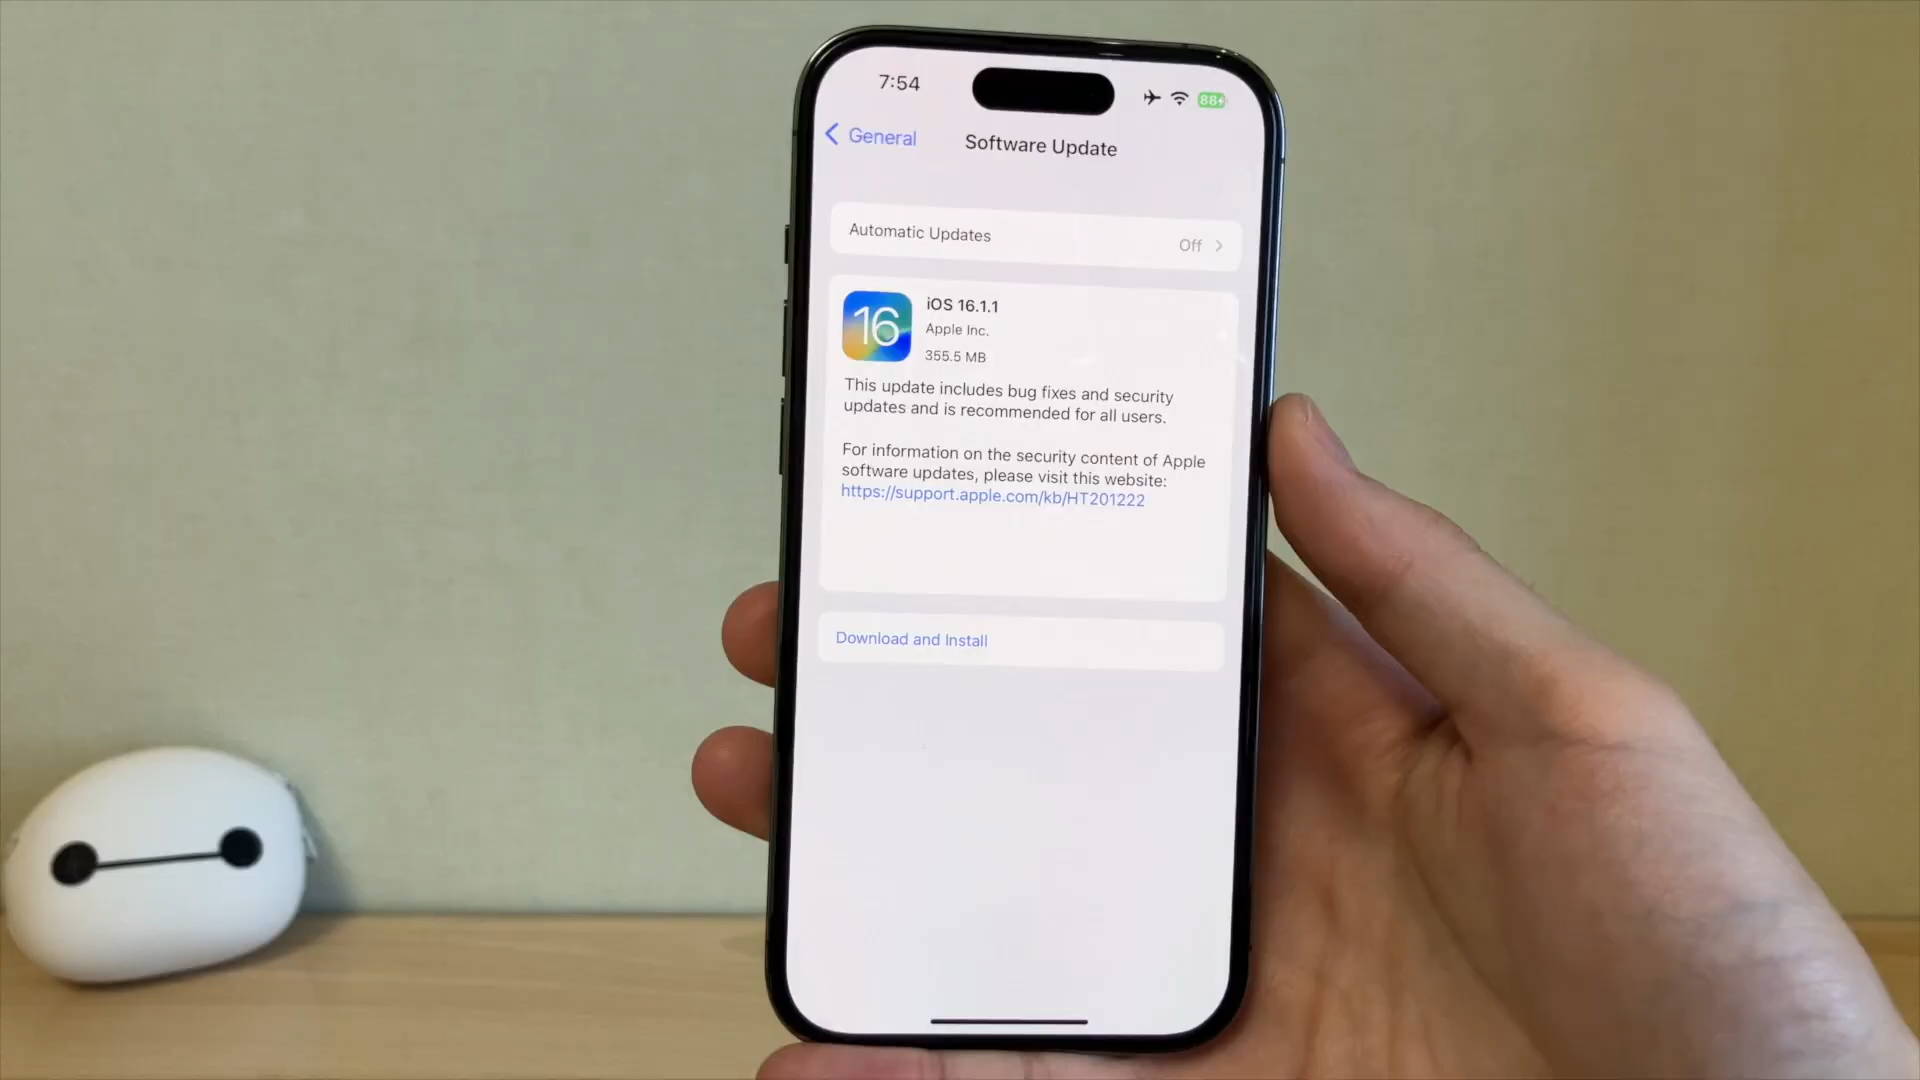 7:54
88
General
Software Update
Automatic Updates
Off
16
iOS 16.1.1
Apple Inc.
355.5 MB
This update includes bug fixes and security
updates and is recommended for all users.
For information on the security content of Apple
software updates, please visit this website:
https://support.apple.com/kb/HT201222
Download and Install